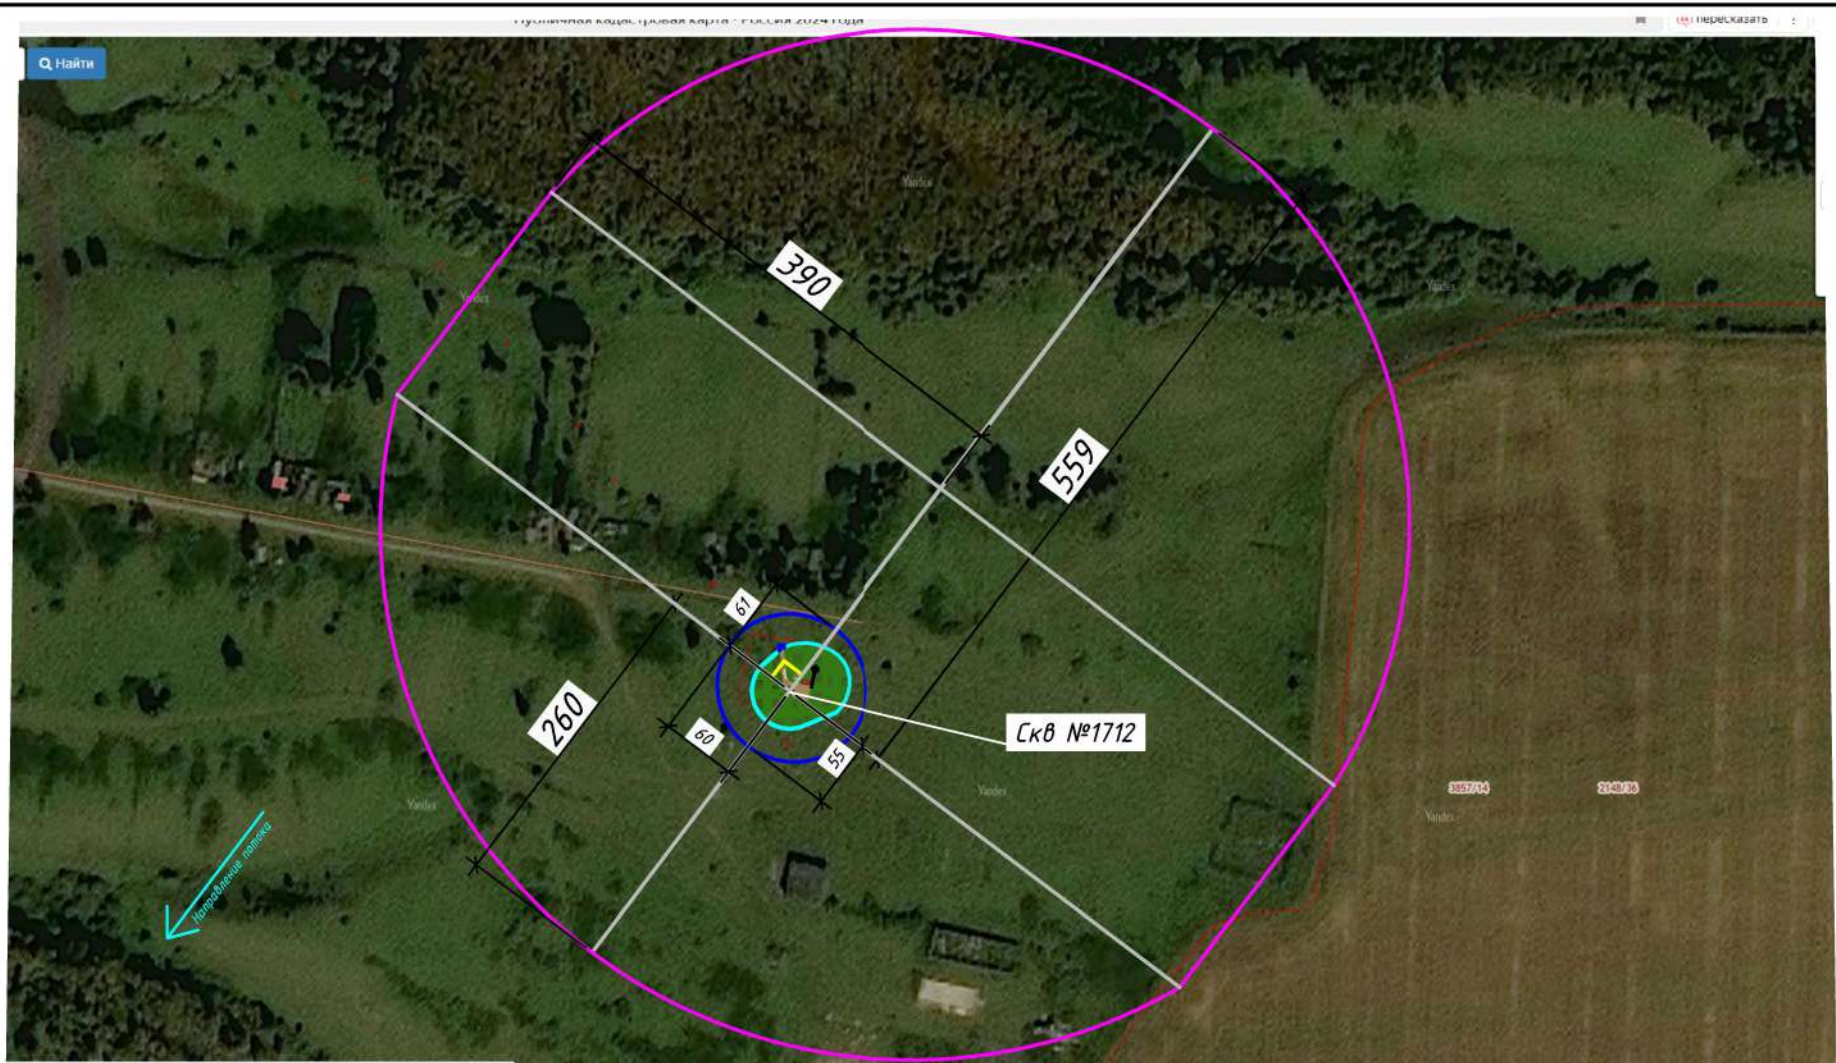 Публичная кадастровая карта - Россия 2024 года
пересказать
Найти
Yandex
390
Yandex
Yandex
559
61
260
60
55
Скв №1712
Yandex
Yandex
3857/14
2148/36
Yandex
Направление потока